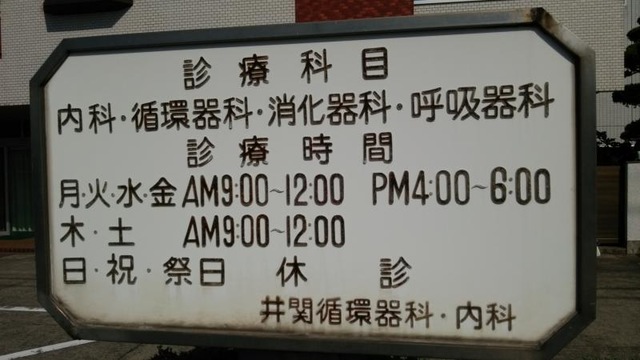 診療科目
内科・循環器科・消化器科・呼吸器科
診療時間
月・火・水・金 AM9:00~12:00 PM4:00~6:00
木・土 AM9:00~12:00
日・祝・祭日 休診
井関循環器科・内科